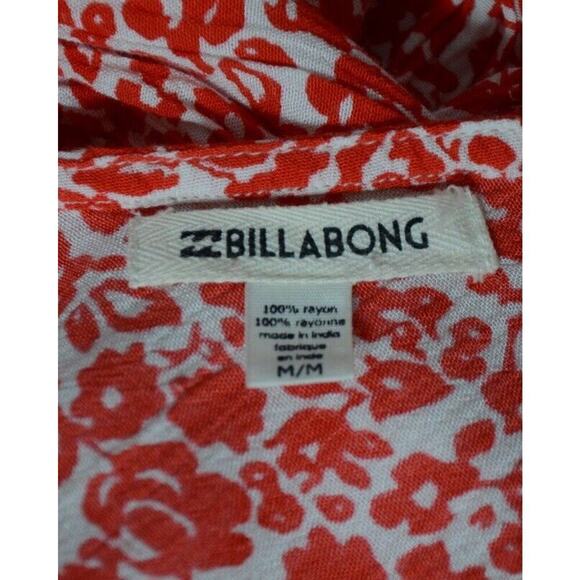 BILLABONG
100% rayon
100% rayonne
made in India
fabriqué
en inde
M/M